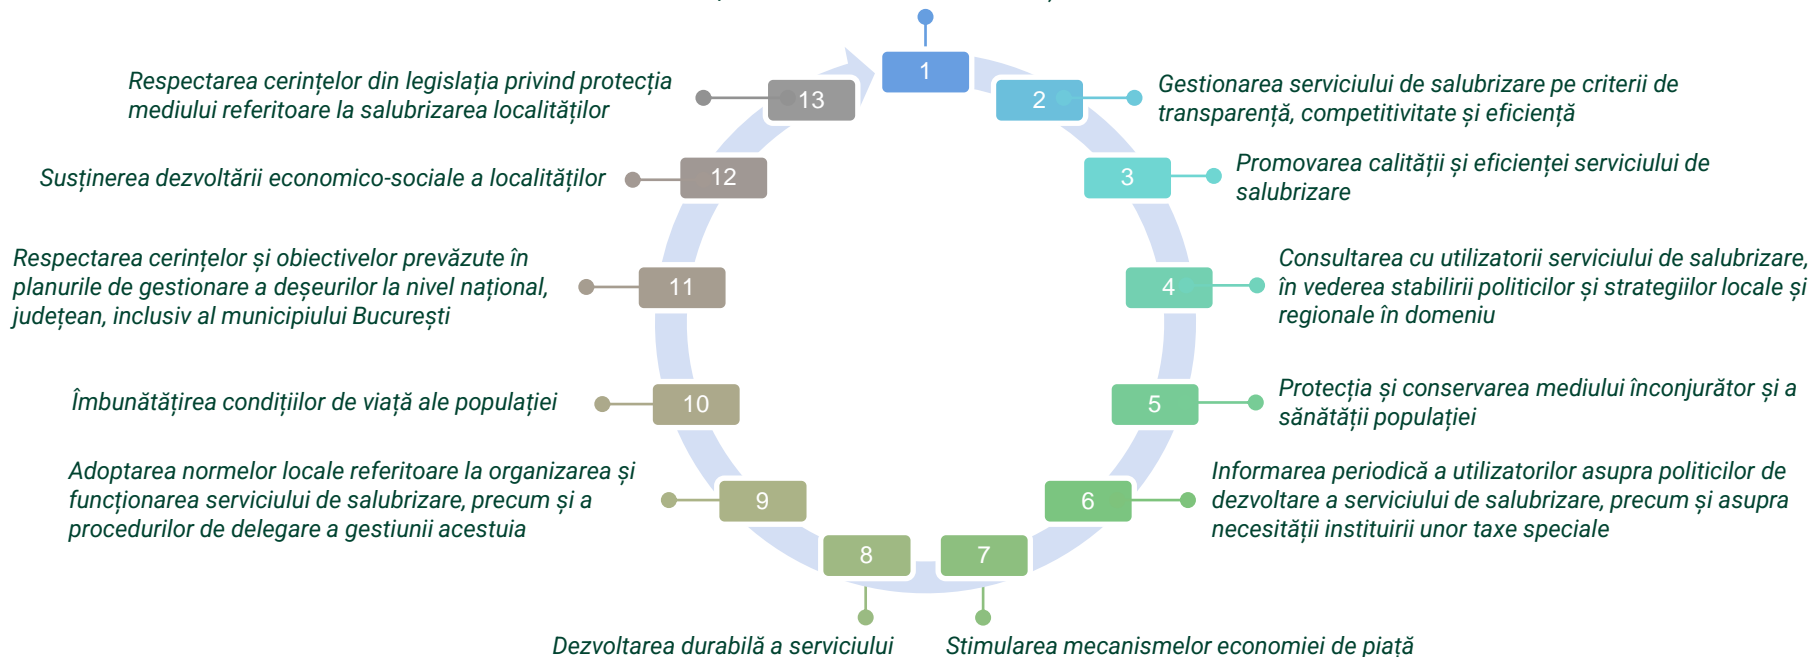 1
2
Gestionarea serviciului de salubrizare pe criterii de
transparență, competitivitate și eficiență
3
Promovarea calității și eficienței serviciului de
salubrizare
4
Consultarea cu utilizatorii serviciului de salubrizare,
în vederea stabilirii politicilor și strategiilor locale și
regionale în domeniu
5
Protecția și conservarea mediului înconjurător și a
sănătății populației
6
Informarea periodică a utilizatorilor asupra politicilor de
dezvoltare a serviciului de salubrizare, precum și asupra
necesității instituirii unor taxe speciale
7
Stimularea mecanismelor economiei de piață
8
Dezvoltarea durabilă a serviciului
9
Adoptarea normelor locale referitoare la organizarea și
funcționarea serviciului de salubrizare, precum și a
procedurilor de delegare a gestiunii acestuia
10
Îmbunătățirea condițiilor de viață ale populației
11
Respectarea cerințelor și obiectivelor prevăzute în
planurile de gestionare a deșeurilor la nivel național,
județean, inclusiv al municipiului București
12
Susținerea dezvoltării economico-sociale a localităților
13
Respectarea cerințelor din legislația privind protecția
mediului referitoare la salubrizarea localităților